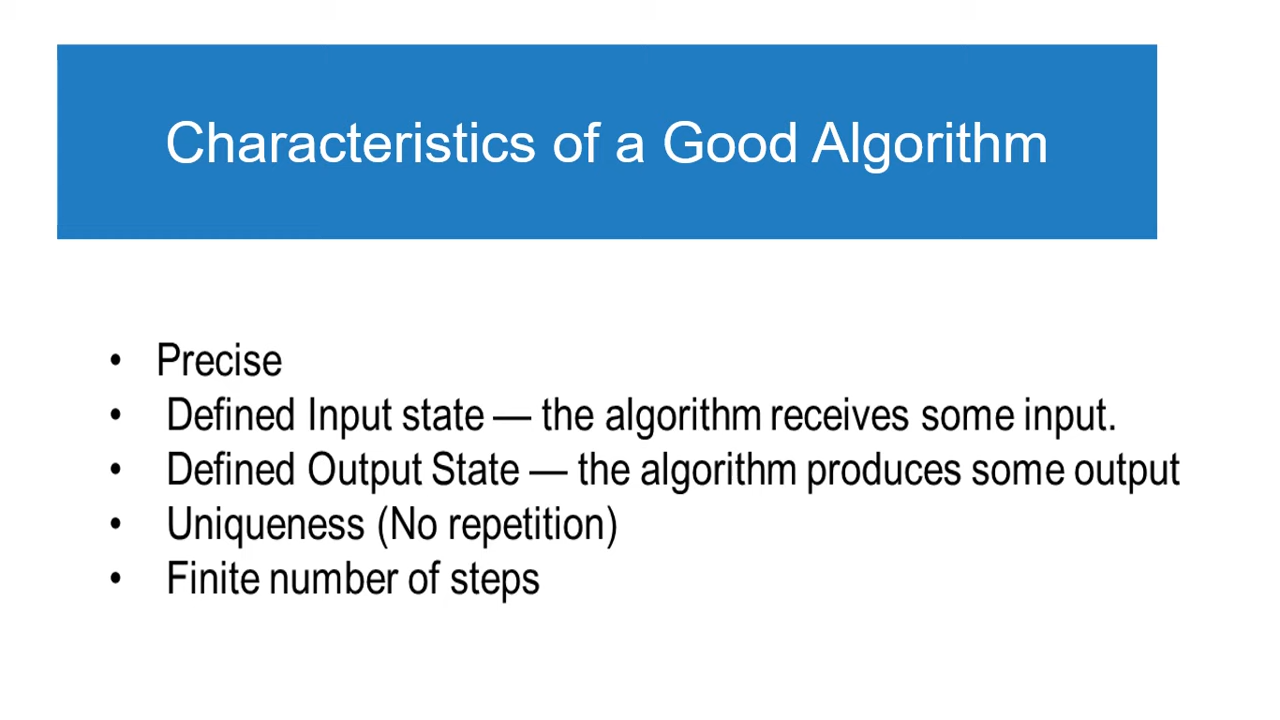 Characteristics of a Good Algorithm
• Precise
• Defined Input state — the algorithm receives some input.
• Defined Output State — the algorithm produces some output
• Uniqueness (No repetition)
• Finite number of steps